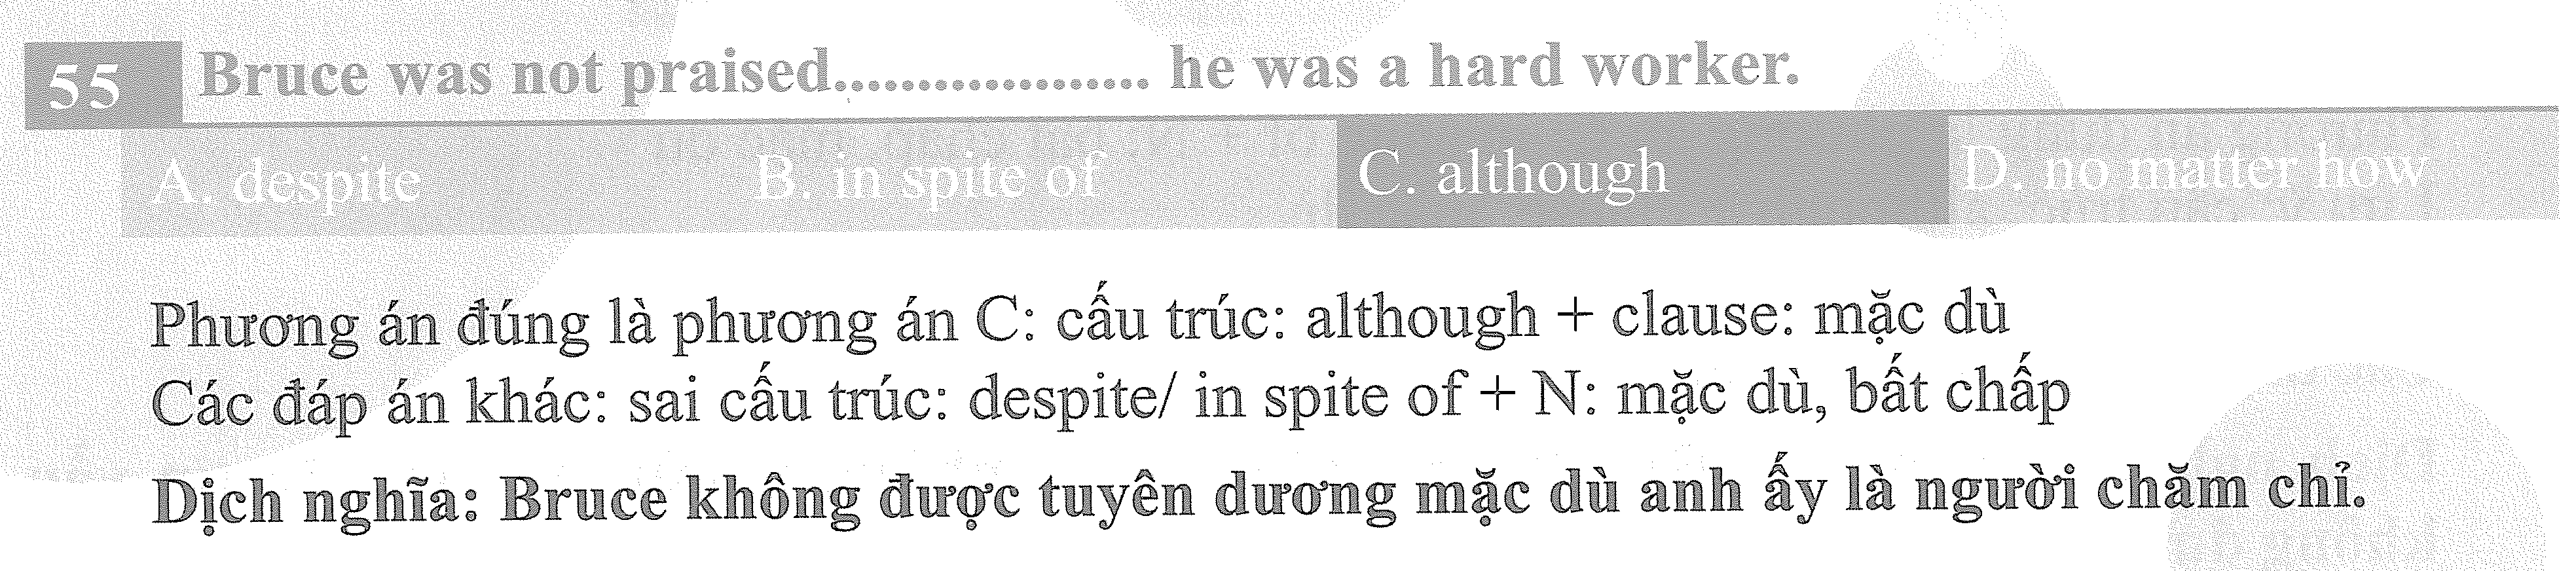 55 Bruce was not praised................... he was a hard worker.
A. despite B. in spite of C. although D. no matter how
Phương án đúng là phương án C: cấu trúc: although + clause: mặc dù
Các đáp án khác: sai cấu trúc: despite/ in spite of + N: mặc dù, bất chấp
Dịch nghĩa: Bruce không được tuyên dương mặc dù anh ấy là người chăm chỉ.